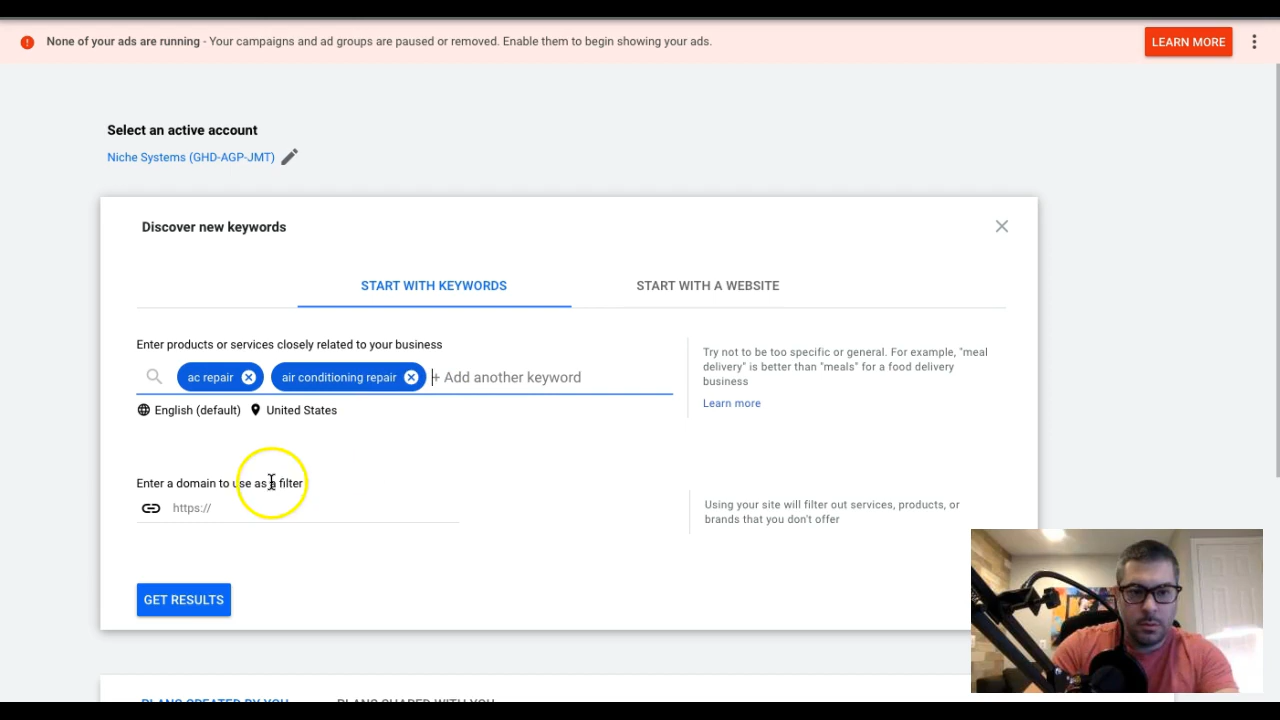 None of your ads are running - Your campaigns and ad groups are paused or removed. Enable them to begin showing your ads.
LEARN MORE
Select an active account
Niche Systems (GHD-AGP-JMT)
Discover new keywords
START WITH KEYWORDS
START WITH A WEBSITE
Enter products or services closely related to your business
ac repair
air conditioning repair
+ Add another keyword
English (default)
United States
Try not to be too specific or general. For example, "meal
delivery" is better than "meals" for a food delivery
business
Learn more
Enter a domain to use as a filter
https://
Using your site will filter out services, products, or
brands that you don't offer
GET RESULTS
PLANS CREATED BY YOU
PLANS SHARED WITH YOU